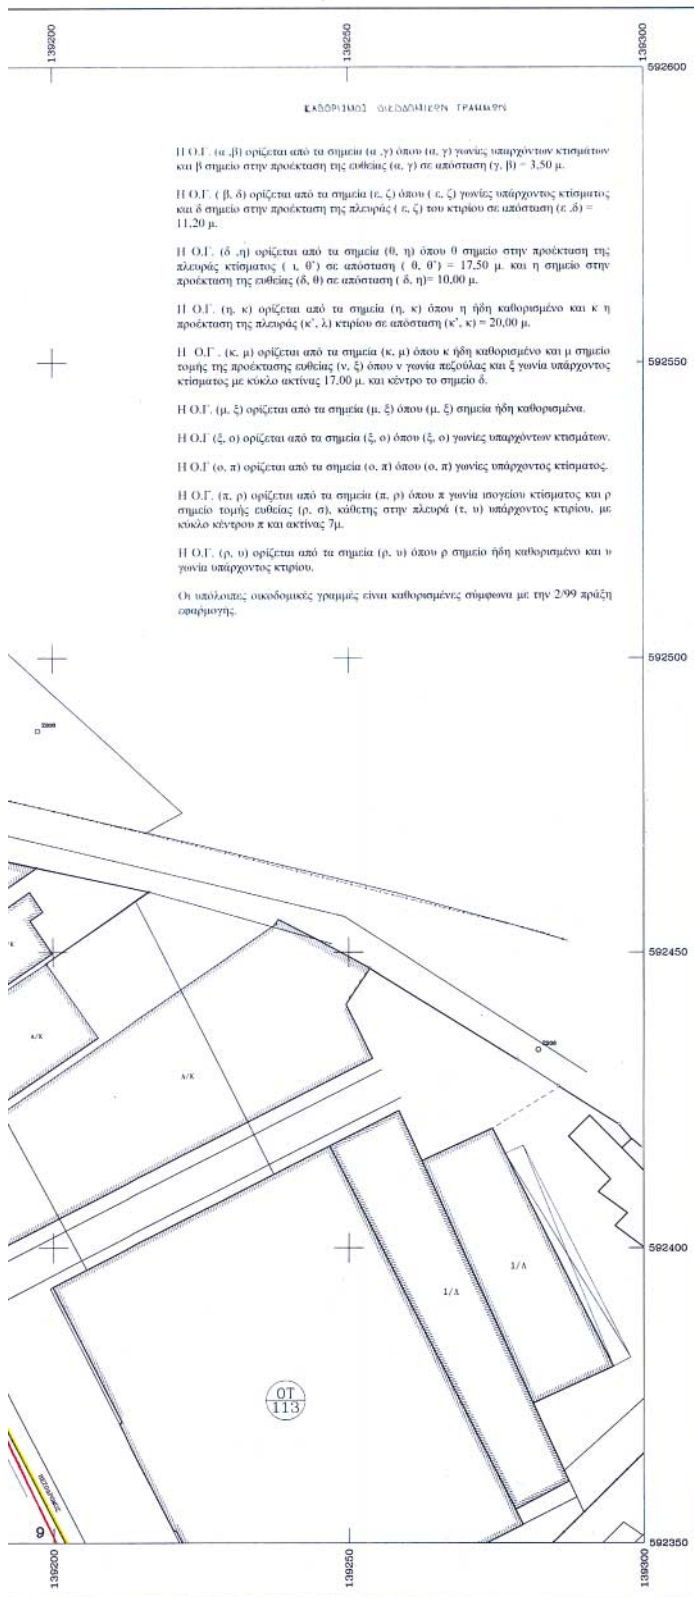 139200
139250
139300
592600
ΚΑΘΟΡΙΣΜΟΣ ΟΙΚΟΔΟΜΙΚΩΝ ΓΡΑΜΜΩΝ
Η Ο.Γ. (α ,β) ορίζεται από τα σημεία (α ,γ) όπου (α, γ) γωνίες υπαρχόντων κτισμάτων
και β σημείο στην προέκταση της ευθείας (α, γ) σε απόσταση (γ, β) = 3,50 μ.
Η Ο.Γ. ( β, δ) ορίζεται από τα σημεία (ε, ζ) όπου ( ε, ζ) γωνίες υπάρχοντος κτίσματος
και δ σημείο στην προέκταση της πλευράς ( ε, ζ) του κτιρίου σε απόσταση (ε ,δ) =
11,20 μ.
Η Ο.Γ. (δ ,η) ορίζεται από τα σημεία (θ, η) όπου θ σημείο στην προέκταση της
πλευράς κτίσματος ( ι, θ') σε απόσταση ( θ, θ') = 17,50 μ. και η σημείο στην
προέκταση της ευθείας (δ, θ) σε απόσταση ( δ, η)= 10,00 μ.
Η Ο.Γ. (η, κ) ορίζεται από τα σημεία (η, κ) όπου η ήδη καθορισμένο και κ η
προέκταση της πλευράς (κ', λ) κτιρίου σε απόσταση (κ', κ) = 20,00 μ.
Η Ο.Γ . (κ, μ) ορίζεται από τα σημεία (κ, μ) όπου κ ήδη καθορισμένο και μ σημείο
τομής της προέκτασης ευθείας (ν, ξ) όπου ν γωνία πεζούλας και ξ γωνία υπάρχοντος
κτίσματος με κύκλο ακτίνας 17,00 μ. και κέντρο το σημείο δ.
592550
Η Ο.Γ. (μ, ξ) ορίζεται από τα σημεία (μ, ξ) όπου (μ, ξ) σημεία ήδη καθορισμένα.
Η Ο.Γ (ξ, ο) ορίζεται από τα σημεία (ξ, ο) όπου (ξ, ο) γωνίες υπαρχόντων κτισμάτων.
Η Ο.Γ (ο, π) ορίζεται από τα σημεία (ο, π) όπου (ο, π) γωνίες υπάρχοντος κτίσματος.
Η Ο.Γ. (π, ρ) ορίζεται από τα σημεία (π, ρ) όπου π γωνία ισογείου κτίσματος και ρ
σημείο τομής ευθείας (ρ, σ), κάθετης στην πλευρά (τ, υ) υπάρχοντος κτιρίου, με
κύκλο κέντρου π και ακτίνας 7μ.
Η Ο.Γ. (ρ, υ) ορίζεται από τα σημεία (ρ, υ) όπου ρ σημείο ήδη καθορισμένο και υ
γωνία υπάρχοντος κτιρίου.
Οι υπόλοιπες οικοδομικές γραμμές είναι καθορισμένες σύμφωνα με την 2/99 πράξη
εφαρμογής.
592500
592450
α/Κ
Λ/Κ
592400
1/Λ
1/Λ
ΟΤ
113
9
592350
139200
139250
139300